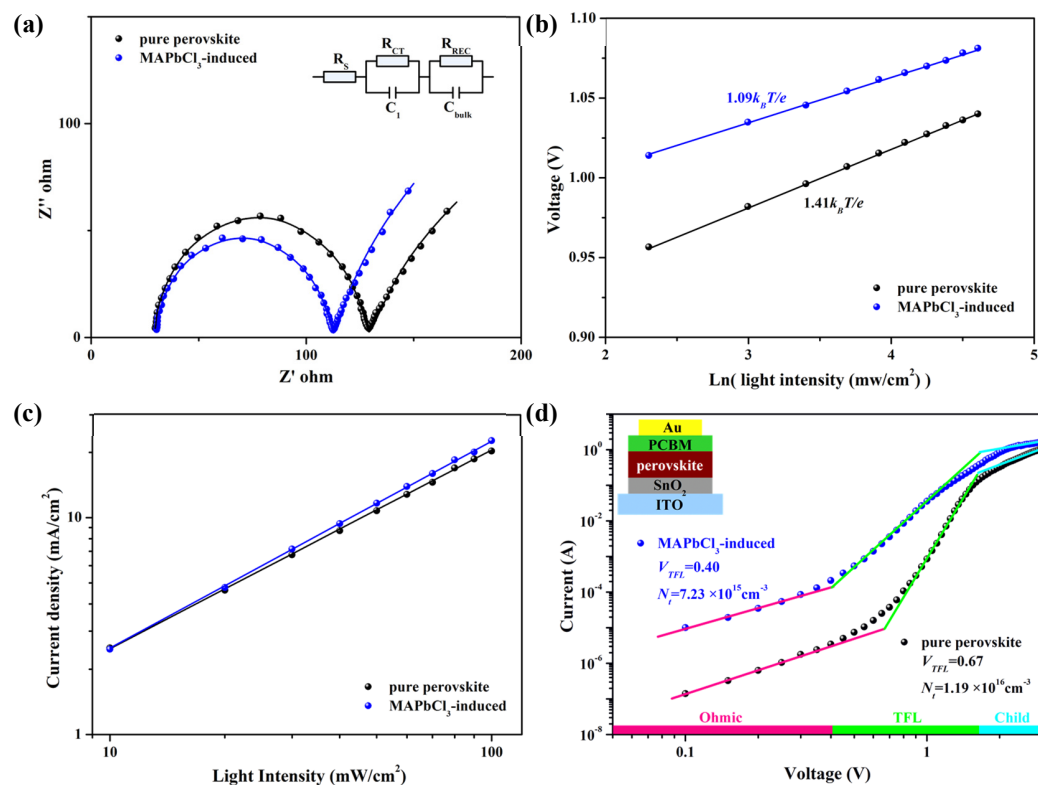 (a)
pure perovskite
MAPbCl3-induced
RS
RCT
C1
RREC
Cbulk
100
0
Z'' ohm
0
100
200
Z' ohm
(b)
1.10
1.05
1.00
0.95
0.90
Voltage (V)
1.09kBT/e
1.41kBT/e
pure perovskite
MAPbCl3-induced
2
3
4
5
Ln( light intensity (mw/cm2) )
(c)
10
1
Current density (mA/cm2)
pure perovskite
MAPbCl3-induced
10
100
Light Intensity (mW/cm2)
(d)
10^2
10^0
10^-2
10^-4
10^-6
10^-8
Current (A)
Au
PCBM
perovskite
SnO2
ITO
MAPbCl3-induced
VTFL=0.40
Nt=7.23 ×10^15cm-3
pure perovskite
VTFL=0.67
Nt=1.19 ×10^16cm-3
Ohmic
TFL
Child
0.1
1
Voltage (V)